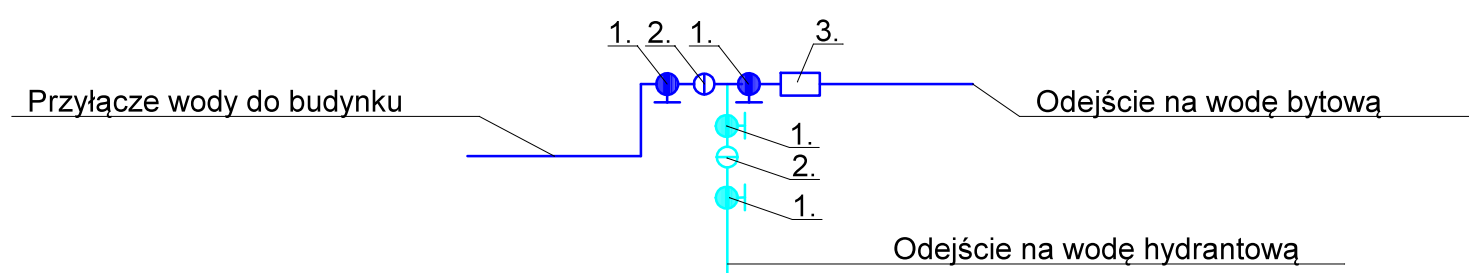 1. 2. 1. 3.
Przyłącze wody do budynku
Odejście na wodę bytową
1.
2.
1.
Odejście na wodę hydrantową